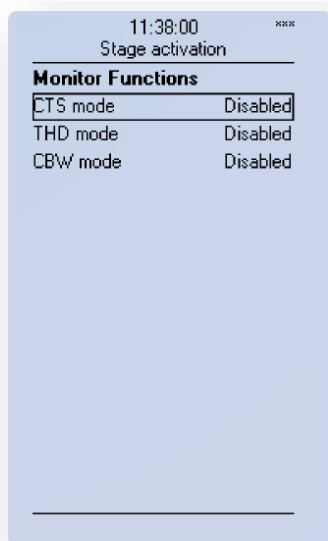 11:38:00 ***
Stage activation
Monitor Functions
CTS mode Disabled
THD mode Disabled
CBW mode Disabled